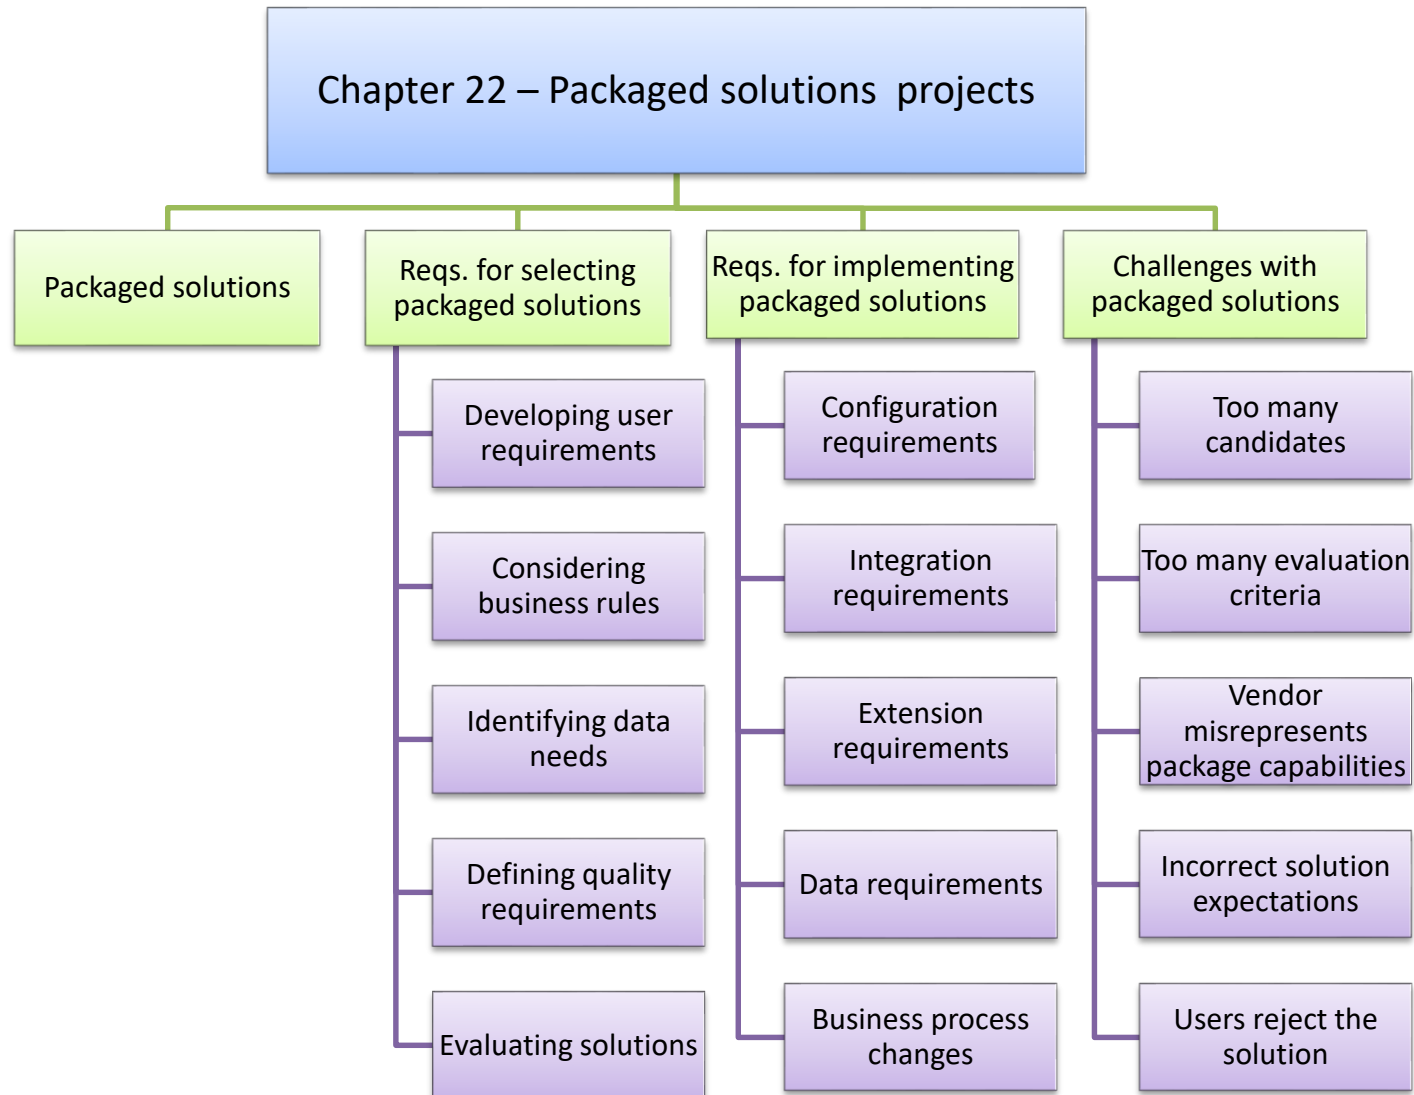 Chapter 22 – Packaged solutions projects
Packaged solutions
Reqs. for selecting
packaged solutions
Developing user
requirements
Considering
business rules
Identifying data
needs
Defining quality
requirements
Evaluating solutions
Reqs. for implementing
packaged solutions
Configuration
requirements
Integration
requirements
Extension
requirements
Data requirements
Business process
changes
Challenges with
packaged solutions
Too many
candidates
Too many evaluation
criteria
Vendor
misrepresents
package capabilities
Incorrect solution
expectations
Users reject the
solution